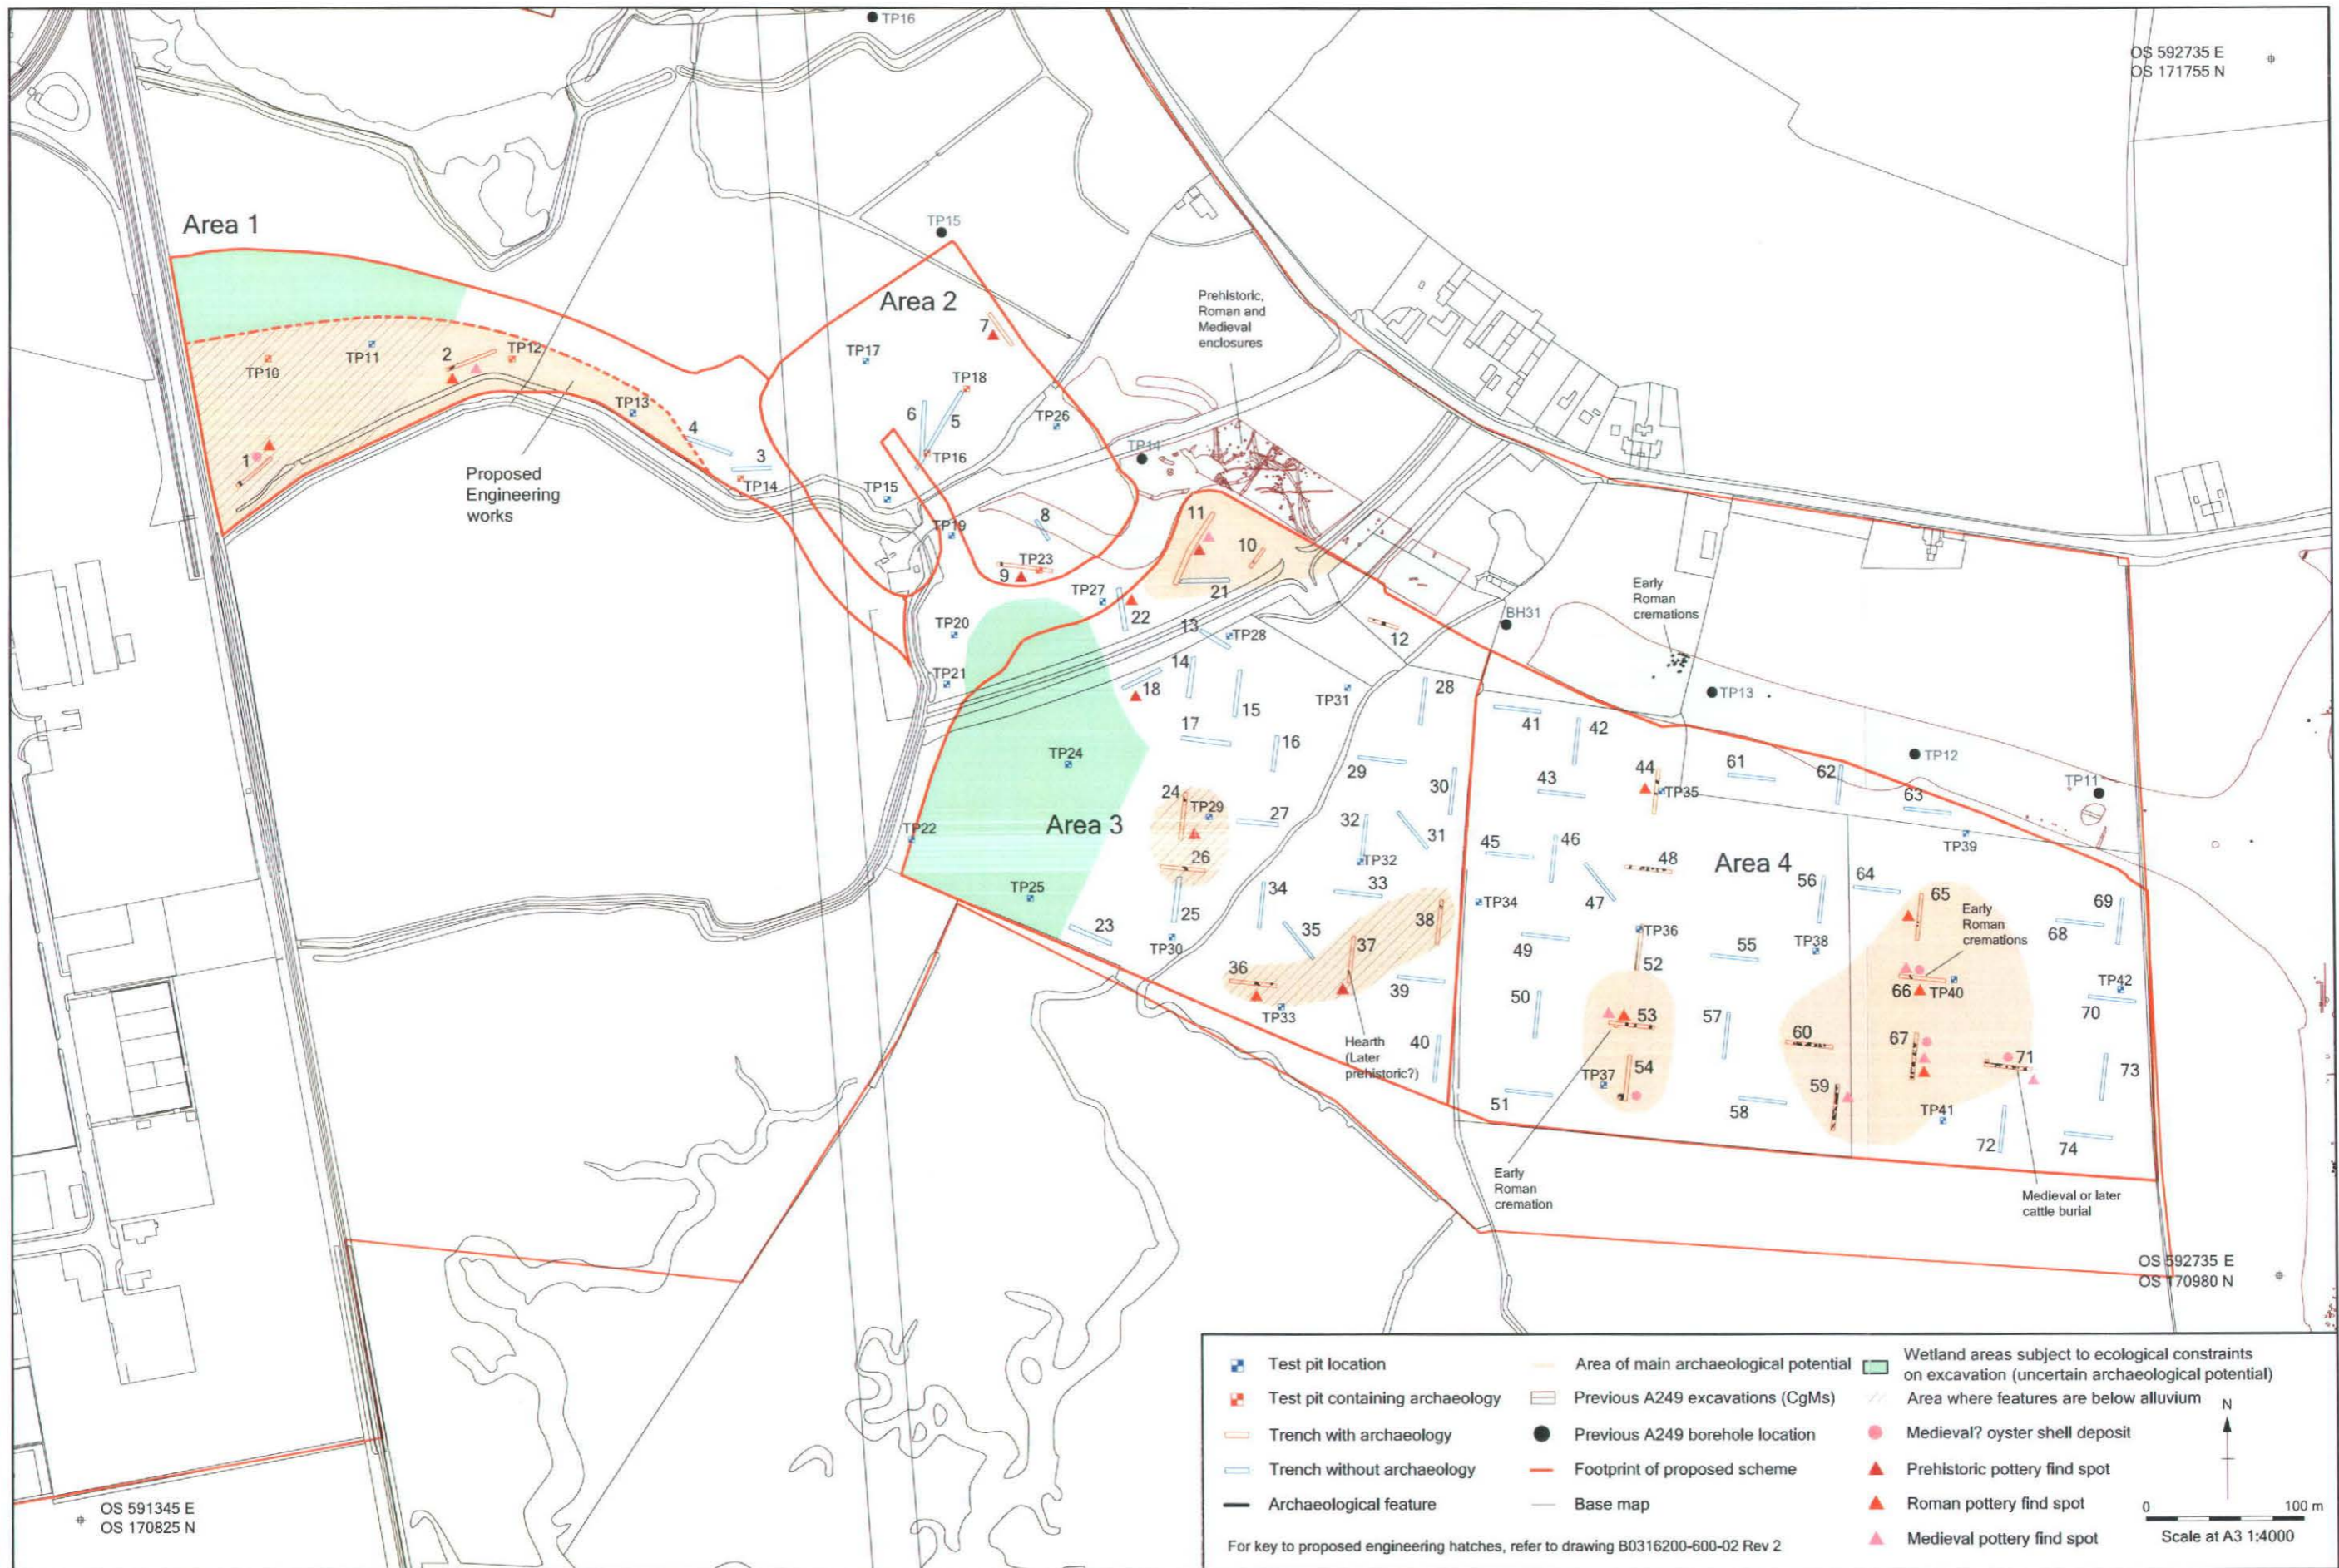 TP16
OS 592735 E
OS 171755 N
Area 1
TP15
Area 2
Prehistoric,
Roman and
Medieval
enclosures
7
TP17
TP10
TP11
2
TP12
TP18
TP13
6
5
TP26
4
3
TP14
TP16
TP14
1
Proposed
Engineering
works
TP15
TP19
8
11
10
TP23
9
21
TP27
22
13
TP28
12
BH31
Early
Roman
cremations
TP20
TP21
14
18
15
17
16
TP31
28
TP13
41
42
TP24
29
30
43
44
TP35
61
62
TP12
TP11
63
24
TP29
27
32
31
Area 3
TP22
26
TP32
45
46
48
Area 4
TP39
TP25
25
34
33
47
56
64
65
69
23
TP30
35
38
TP34
TP36
49
52
55
TP38
Early
Roman
cremations
68
36
37
39
TP33
50
53
57
66
TP40
TP42
70
Hearth
(Later
prehistoric?)
40
54
TP37
60
67
71
59
73
51
58
TP41
72
74
Early
Roman
cremation
Medieval or later
cattle burial
OS 592735 E
OS 170980 N
OS 591345 E
OS 170825 N
Test pit location
Test pit containing archaeology
Trench with archaeology
Trench without archaeology
Archaeological feature
Area of main archaeological potential
Previous A249 excavations (CgMs)
Previous A249 borehole location
Footprint of proposed scheme
Base map
Wetland areas subject to ecological constraints
on excavation (uncertain archaeological potential)
Area where features are below alluvium
Medieval? oyster shell deposit
Prehistoric pottery find spot
Roman pottery find spot
Medieval pottery find spot
N
0 100 m
Scale at A3 1:4000
For key to proposed engineering hatches, refer to drawing B0316200-600-02 Rev 2